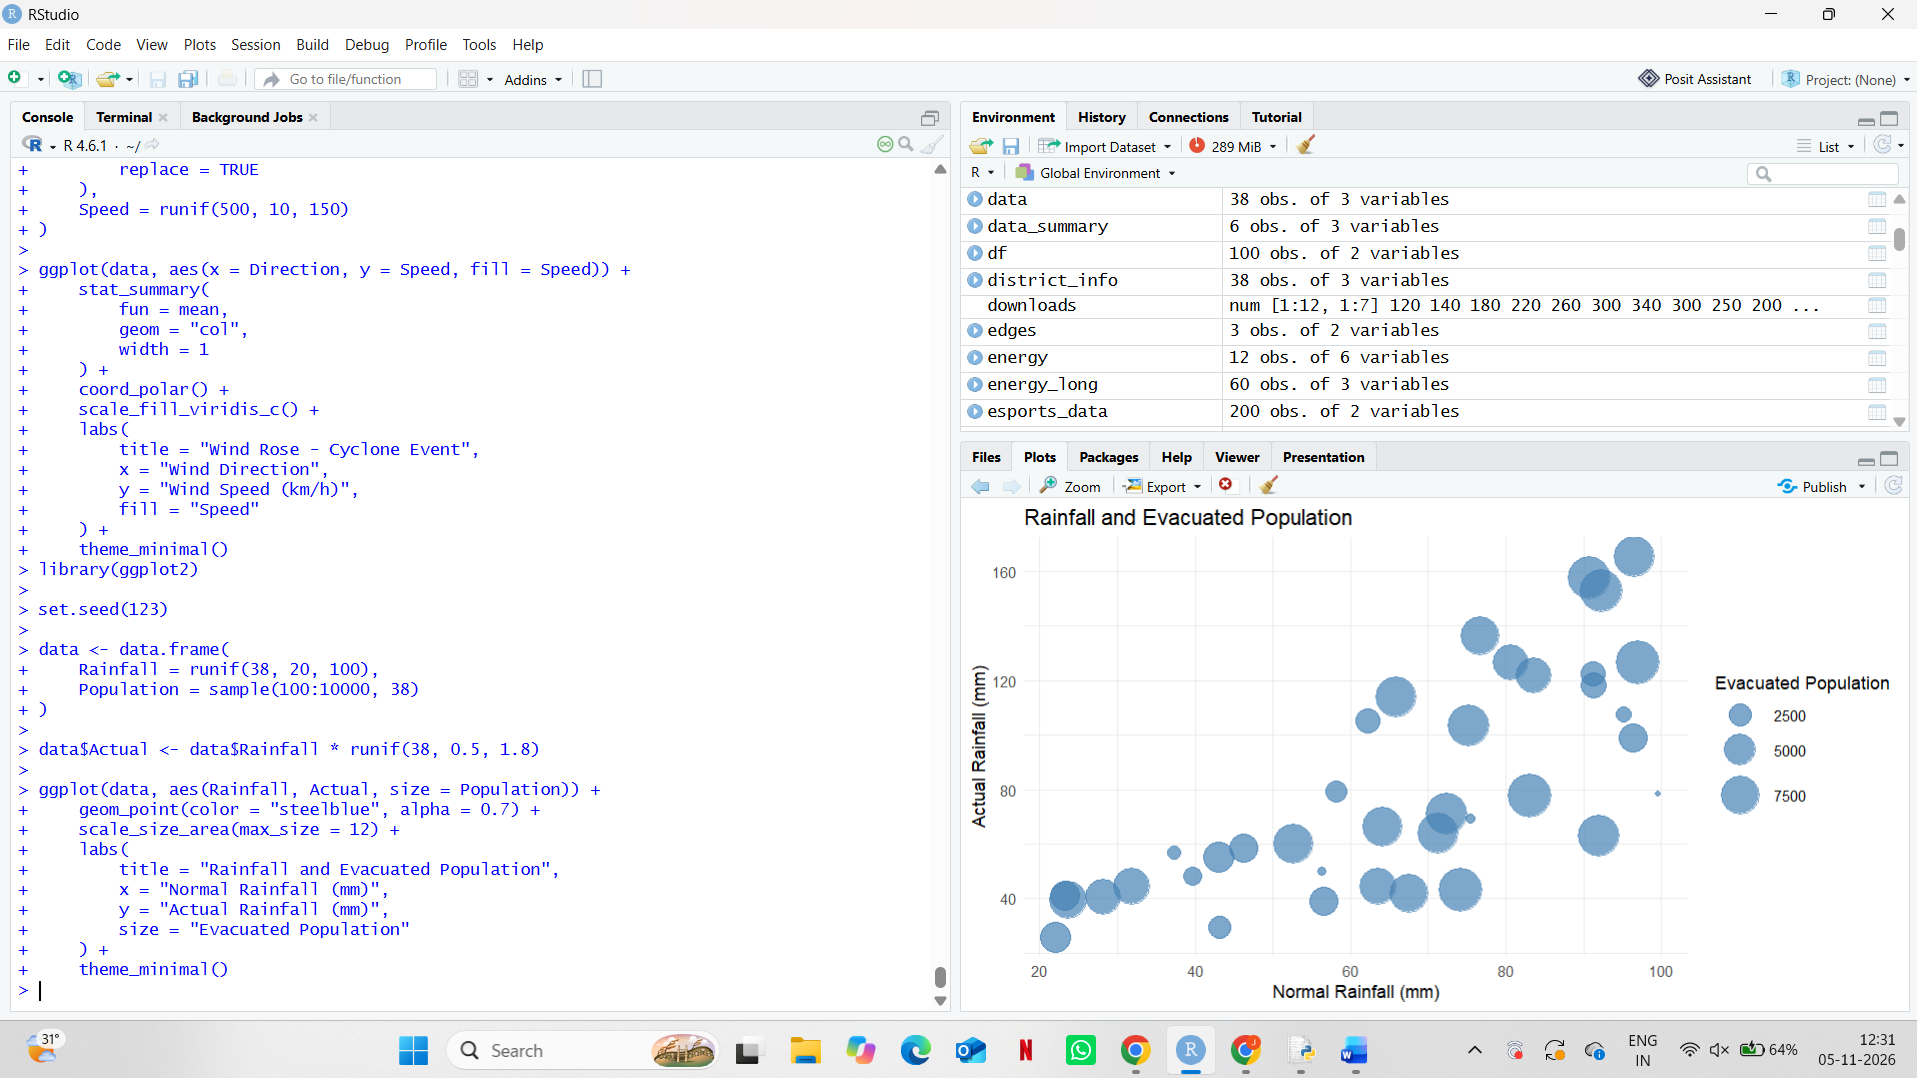 RStudio
File Edit Code View Plots Session Build Debug Profile Tools Help
Go to file/function Addins Posit Assistant Project: (None)
Console Terminal Background Jobs
R 4.6.1 · ~/
+         replace = TRUE
+     ),
+     Speed = runif(500, 10, 150)
+ )
>
> ggplot(data, aes(x = Direction, y = Speed, fill = Speed)) +
+     stat_summary(
+         fun = mean,
+         geom = "col",
+         width = 1
+     ) +
+     coord_polar() +
+     scale_fill_viridis_c() +
+     labs(
+         title = "Wind Rose - Cyclone Event",
+         x = "Wind Direction",
+         y = "Wind Speed (km/h)",
+         fill = "Speed"
+     ) +
+     theme_minimal()
> library(ggplot2)
>
> set.seed(123)
>
> data <- data.frame(
+     Rainfall = runif(38, 20, 100),
+     Population = sample(100:10000, 38)
+ )
>
> data$Actual <- data$Rainfall * runif(38, 0.5, 1.8)
>
> ggplot(data, aes(Rainfall, Actual, size = Population)) +
+     geom_point(color = "steelblue", alpha = 0.7) +
+     scale_size_area(max_size = 12) +
+     labs(
+         title = "Rainfall and Evacuated Population",
+         x = "Normal Rainfall (mm)",
+         y = "Actual Rainfall (mm)",
+         size = "Evacuated Population"
+     ) +
+     theme_minimal()
>
Environment History Connections Tutorial
Import Dataset 289 MiB List
R Global Environment
data 38 obs. of 3 variables
data_summary 6 obs. of 3 variables
df 100 obs. of 2 variables
district_info 38 obs. of 3 variables
downloads num [1:12, 1:7] 120 140 180 220 260 300 340 300 250 200 ...
edges 3 obs. of 2 variables
energy 12 obs. of 6 variables
energy_long 60 obs. of 3 variables
esports_data 200 obs. of 2 variables
Files Plots Packages Help Viewer Presentation
Zoom Export Publish
Rainfall and Evacuated Population
160
120
80
40
Actual Rainfall (mm)
20 40 60 80 100
Normal Rainfall (mm)
Evacuated Population
2500
5000
7500
31°
Search
ENG
IN
64%
12:31
05-11-2026